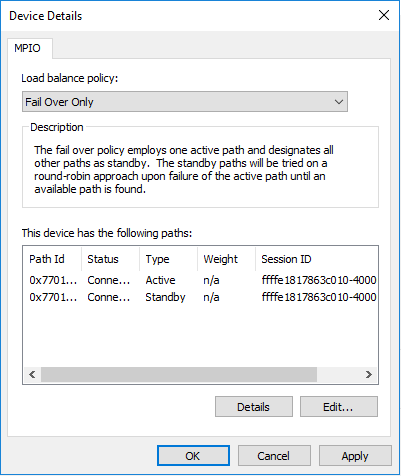 Device Details
MPIO
Load balance policy:
Fail Over Only
Description
The fail over policy employs one active path and designates all
other paths as standby. The standby paths will be tried on a
round-robin approach upon failure of the active path until an
available path is found.
This device has the following paths:
Path Id Status Type Weight Session ID
0x7701... Conne... Active n/a ffffe1817863c010-4000
0x7701... Conne... Standby n/a ffffe1817863c010-4000
Details Edit...
OK Cancel Apply